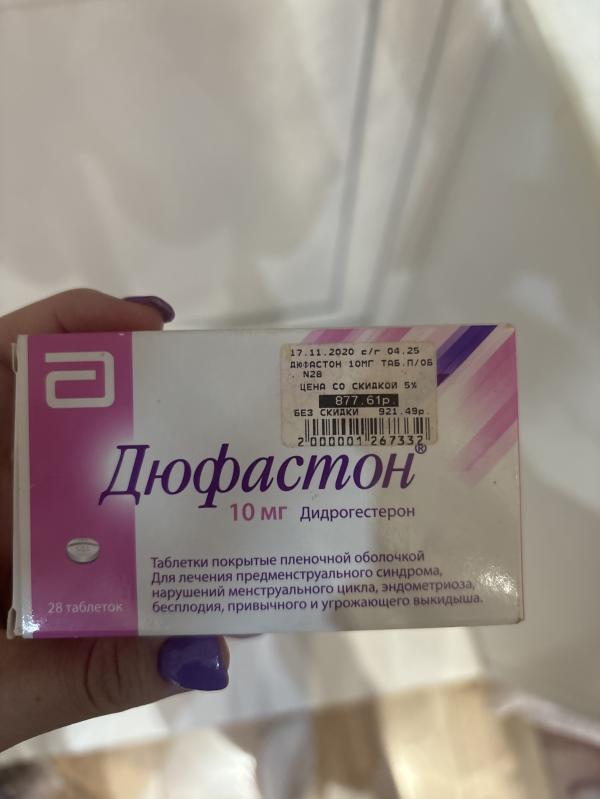 17.11.2020 с/г 04.25
ДЮФАСТОН 10МГ ТАБ.П/ОБ
. N28
ЦЕНА СО СКИДКОЙ 5%
877.61р.
БЕЗ СКИДКИ 921.49р.
2 000001 267332
Дюфастон®
10 мг Дидрогестерон
Таблетки покрытые пленочной оболочкой
Для лечения предменструального синдрома,
нарушений менструального цикла, эндометриоза,
бесплодия, привычного и угрожающего выкидыша.
28 таблеток